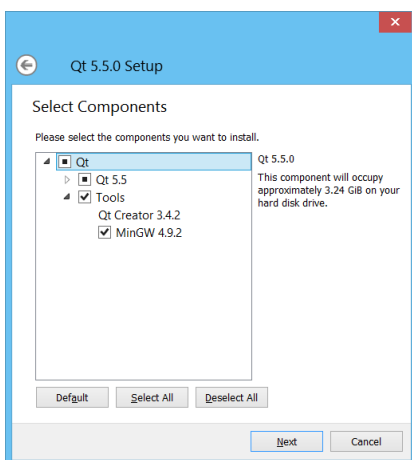 Qt 5.5.0 Setup
Select Components
Please select the components you want to install.
Qt
Qt 5.5
Tools
Qt Creator 3.4.2
MinGW 4.9.2
Qt 5.5.0
This component will occupy
approximately 3.24 GiB on your
hard disk drive.
Default
Select All
Deselect All
Next
Cancel